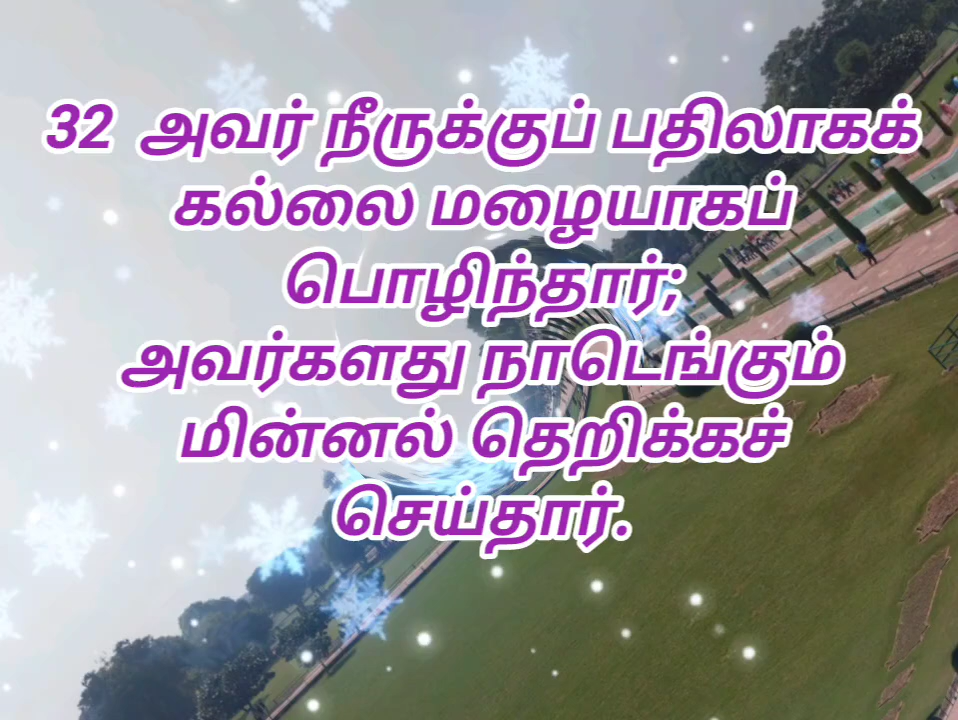 32 அவர் நீருக்குப் பதிலாகக்
கல்லை மழையாகப்
பொழிந்தார்;
அவர்களது நாடெங்கும்
மின்னல் தெறிக்கச்
செய்தார்.